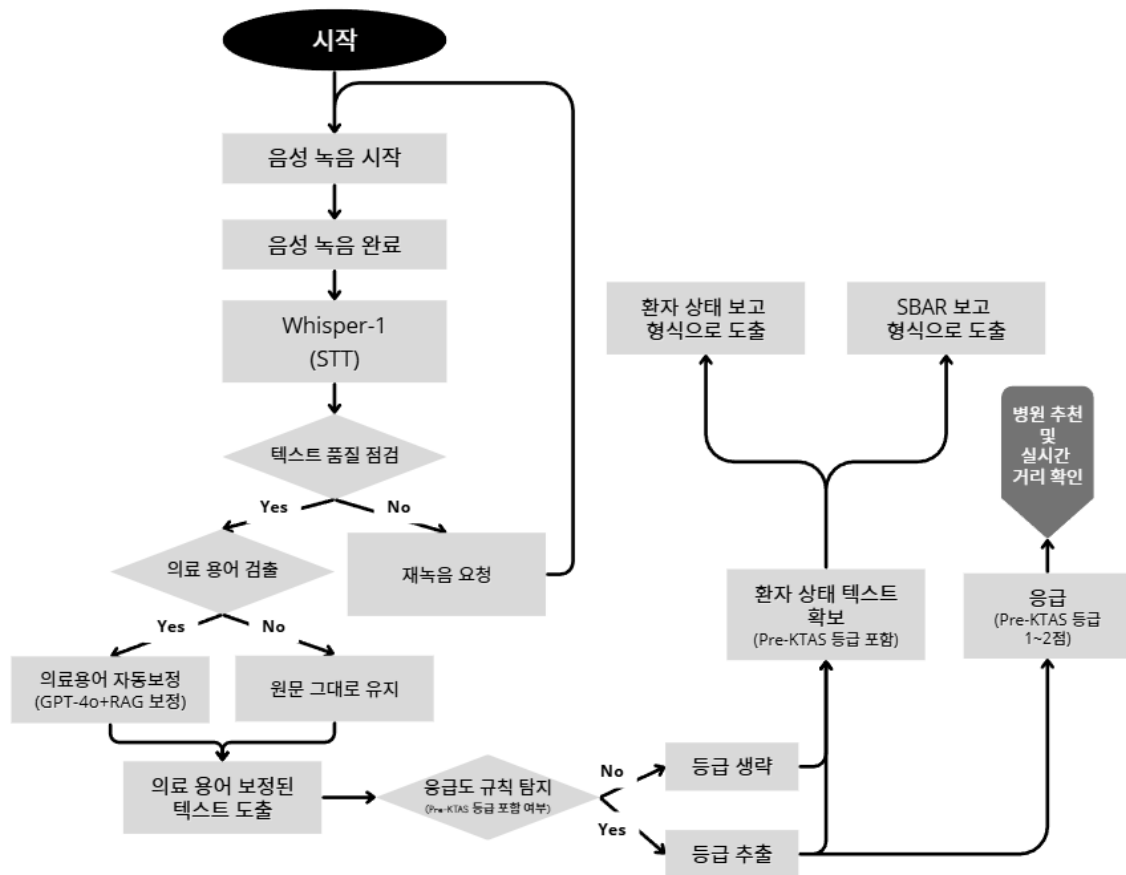 시작
음성 녹음 시작
음성 녹음 완료
Whisper-1
(STT)
텍스트 품질 점검
Yes
No
의료 용어 검출
재녹음 요청
Yes
No
의료용어 자동보정
(GPT-4o+RAG 보정)
원문 그대로 유지
의료 용어 보정된
텍스트 도출
응급도 규칙 탐지
(Pre-KTAS 등급 포함 여부)
No
Yes
등급 생략
등급 추출
환자 상태 텍스트
확보
(Pre-KTAS 등급 포함)
환자 상태 보고
형식으로 도출
SBAR 보고
형식으로 도출
응급
(Pre-KTAS 등급
1~2점)
병원 추천
및
실시간
거리 확인